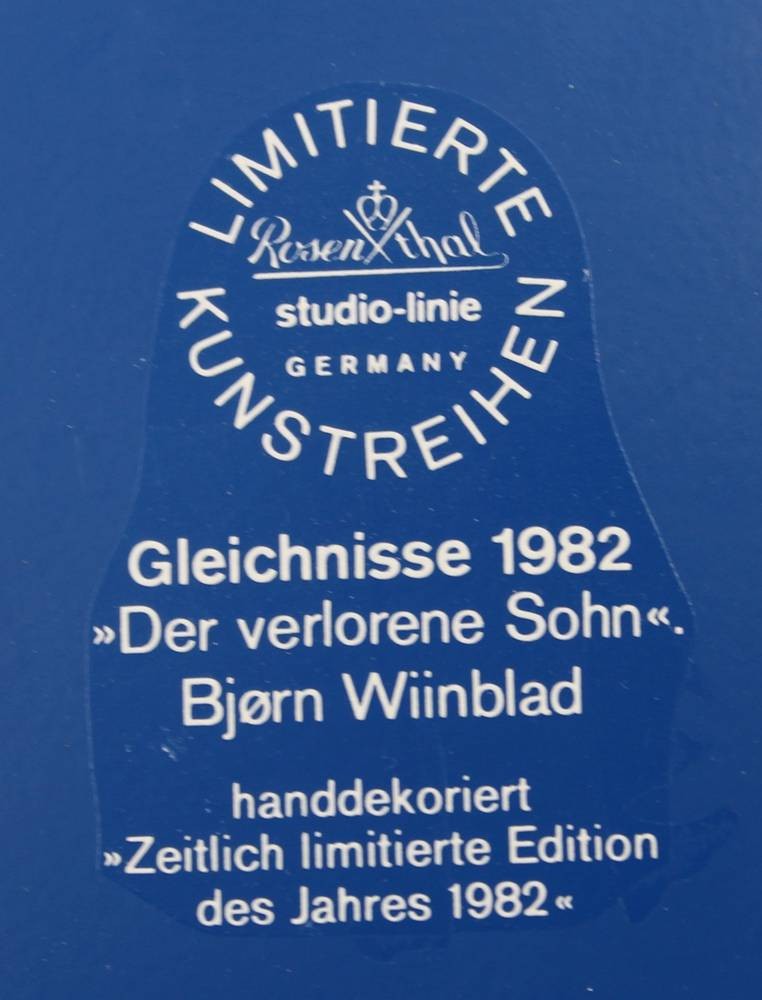 LIMITIERTE
Rosenthal
studio-linie
GERMANY
KUNSTREIHEN
Gleichnisse 1982
»Der verlorene Sohn«.
Bjørn Wiinblad
handdekoriert
»Zeitlich limitierte Edition
des Jahres 1982«